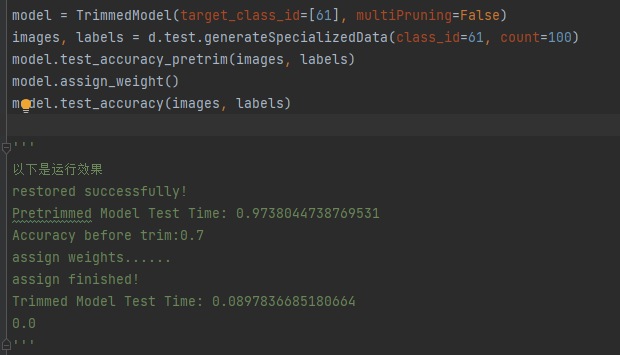 model = TrimmedModel(target_class_id=[61], multiPruning=False)
images, labels = d.test.generateSpecializedData(class_id=61, count=100)
model.test_accuracy_pretrim(images, labels)
model.assign_weight()
model.test_accuracy(images, labels)
'''
以下是运行效果
restored successfully!
Pretrimmed Model Test Time: 0.9738044738769531
Accuracy before trim:0.7
assign weights......
assign finished!
Trimmed Model Test Time: 0.0897836685180664
0.0
'''